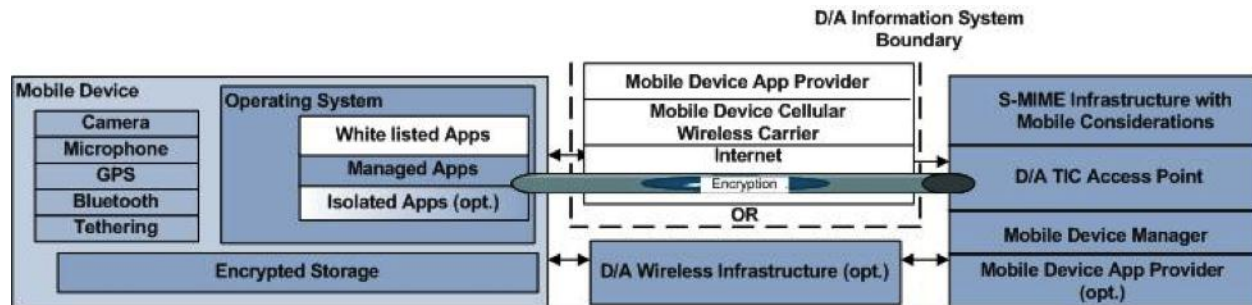 D/A Information System
Boundary
Mobile Device
Camera
Microphone
GPS
Bluetooth
Tethering
Operating System
White listed Apps
Managed Apps
Isolated Apps (opt.)
Encrypted Storage
Mobile Device App Provider
Mobile Device Cellular
Wireless Carrier
Internet
Encryption
OR
D/A Wireless Infrastructure (opt.)
S-MIME Infrastructure with
Mobile Considerations
D/A TIC Access Point
Mobile Device Manager
Mobile Device App Provider
(opt.)